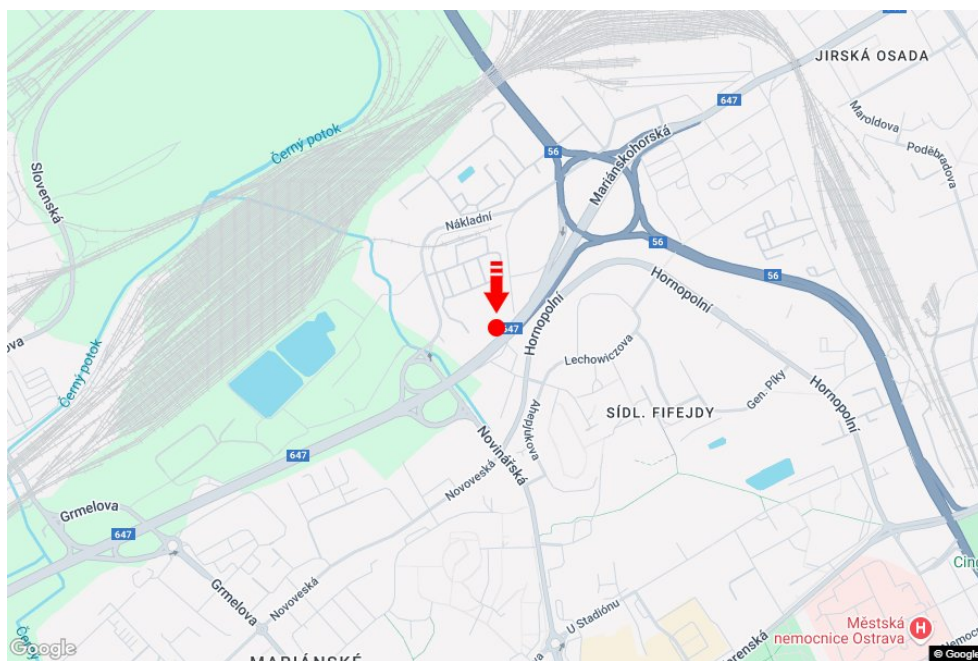 JIRSKÁ OSADA
647
Mariánskohorská
Maroldova
Poděbradova
Černý potok
56
Slovenská
Nákladní
56
56
Hornopolní
647
Hornopolní
Lechowiczova
Gen. Píky
SÍDL. FIFEJDY
Hornopolní
Ahepjukova
Černý potok
Novinářská
647
Novoveská
Grmelova
647
Grmelova
Novoveská
U Stadiónu
Městská
nemocnice Ostrava
H
MARIÁNSKÉ
Google
© Google